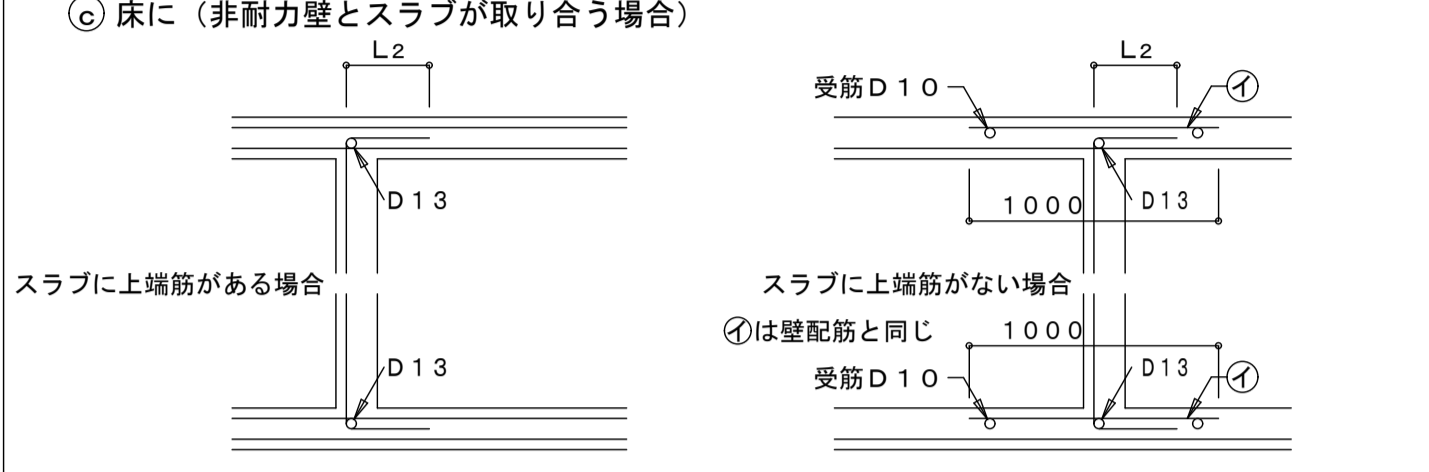 ⓒ 床に（非耐力壁とスラブが取り合う場合）
L2
D13
スラブに上端筋がある場合
D13
L2
受筋D10
㋑
1000
D13
スラブに上端筋がない場合
㋑は壁配筋と同じ
1000
受筋D10
D13
㋑